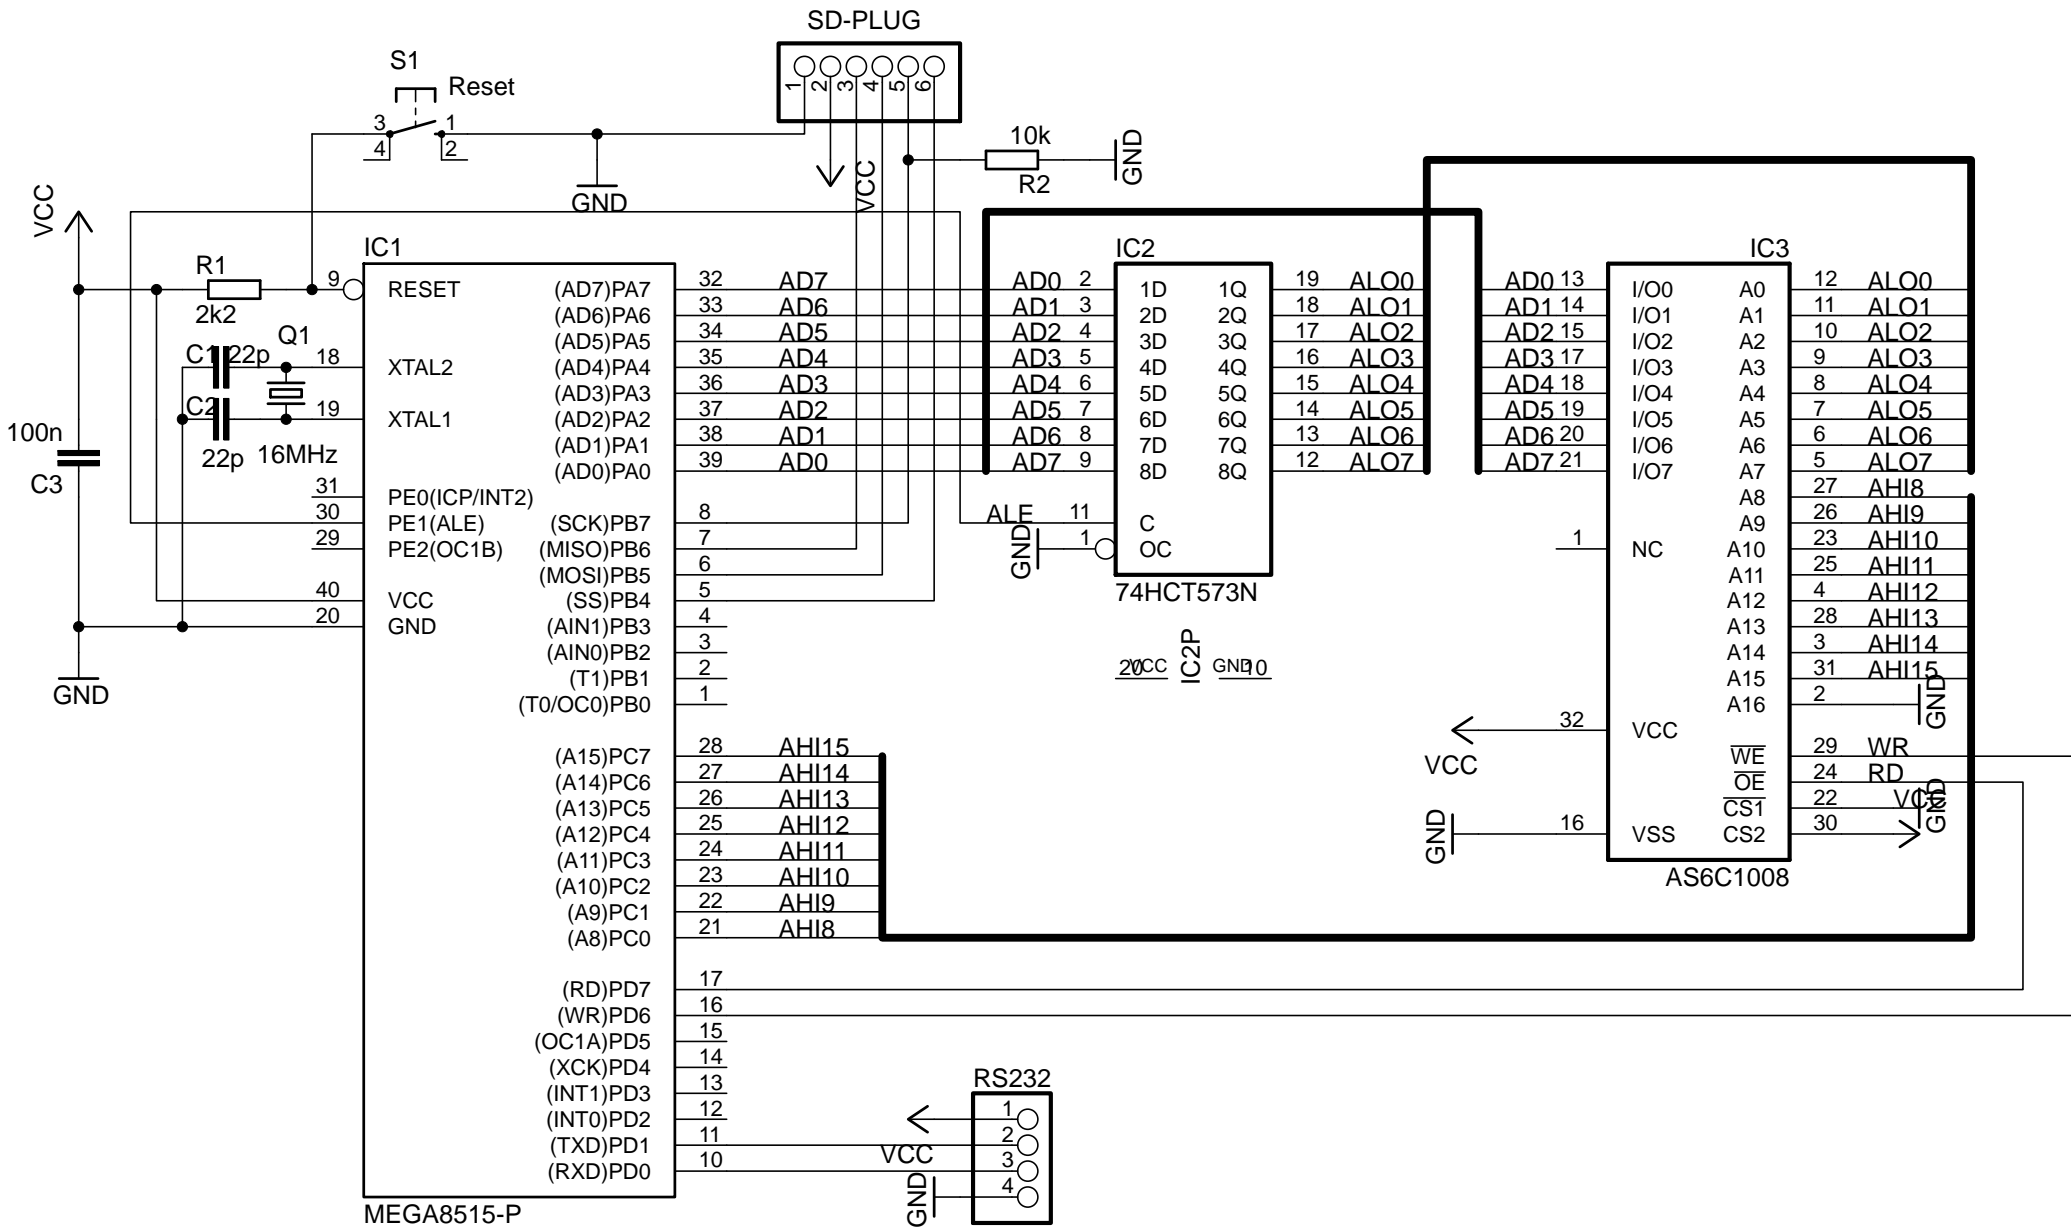 SD-PLUG
1 2 3 4 5 6
S1
Reset
3 1
4 2
GND
VCC
10k
R2
GND
VCC
R1
2k2
C1 22p
C2
22p
Q1
16MHz
100n
C3
GND
IC1
9 RESET
18 XTAL2
19 XTAL1
31 PE0(ICP/INT2)
30 PE1(ALE)
29 PE2(OC1B)
40 VCC
20 GND
(AD7)PA7 32 AD7
(AD6)PA6 33 AD6
(AD5)PA5 34 AD5
(AD4)PA4 35 AD4
(AD3)PA3 36 AD3
(AD2)PA2 37 AD2
(AD1)PA1 38 AD1
(AD0)PA0 39 AD0
(SCK)PB7 8
(MISO)PB6 7
(MOSI)PB5 6
(SS)PB4 5
(AIN1)PB3 4
(AIN0)PB2 3
(T1)PB1 2
(T0/OC0)PB0 1
(A15)PC7 28 AHI15
(A14)PC6 27 AHI14
(A13)PC5 26 AHI13
(A12)PC4 25 AHI12
(A11)PC3 24 AHI11
(A10)PC2 23 AHI10
(A9)PC1 22 AHI9
(A8)PC0 21 AHI8
(RD)PD7 17
(WR)PD6 16
(OC1A)PD5 15
(XCK)PD4 14
(INT1)PD3 13
(INT0)PD2 12
(TXD)PD1 11
(RXD)PD0 10
MEGA8515-P
IC2
AD0 2 1D 1Q 19 ALO0
AD1 3 2D 2Q 18 ALO1
AD2 4 3D 3Q 17 ALO2
AD3 5 4D 4Q 16 ALO3
AD4 6 5D 5Q 15 ALO4
AD5 7 6D 6Q 14 ALO5
AD6 8 7D 7Q 13 ALO6
AD7 9 8D 8Q 12 ALO7
ALE 11 C
GND 1 OC
74HCT573N
20 VCC IC2P GND 10
IC3
AD0 13 I/O0 A0 12 ALO0
AD1 14 I/O1 A1 11 ALO1
AD2 15 I/O2 A2 10 ALO2
AD3 17 I/O3 A3 9 ALO3
AD4 18 I/O4 A4 8 ALO4
AD5 19 I/O5 A5 7 ALO5
AD6 20 I/O6 A6 6 ALO6
AD7 21 I/O7 A7 5 ALO7
A8 27 AHI8
A9 26 AHI9
1 NC A10 23 AHI10
A11 25 AHI11
A12 4 AHI12
A13 28 AHI13
A14 3 AHI14
A15 31 AHI15
A16 2 GND
VCC 32 VCC
WE 29 WR
OE 24 RD
CS1 22 GND
GND 16 VSS CS2 30 VCC
AS6C1008
RS232
VCC 1
2
3
GND 4